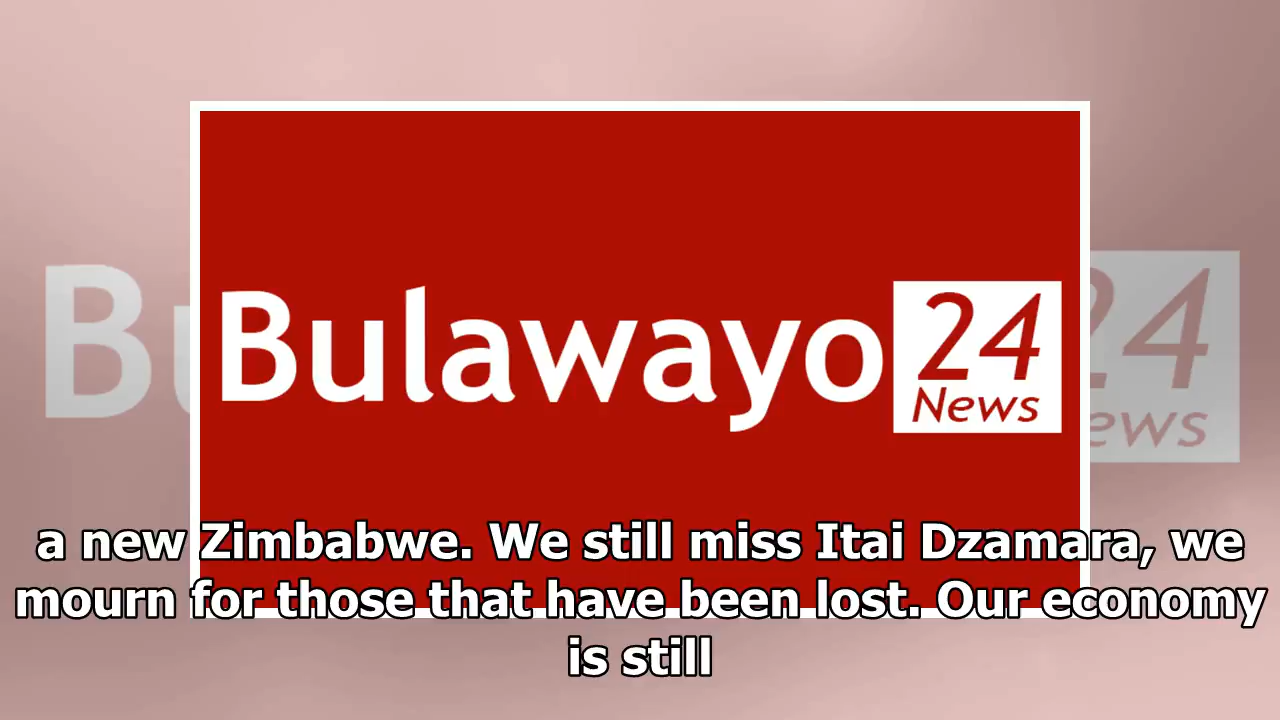 Bulawayo 24
News
a new Zimbabwe. We still miss Itai Dzamara, we
mourn for those that have been lost. Our economy
is still